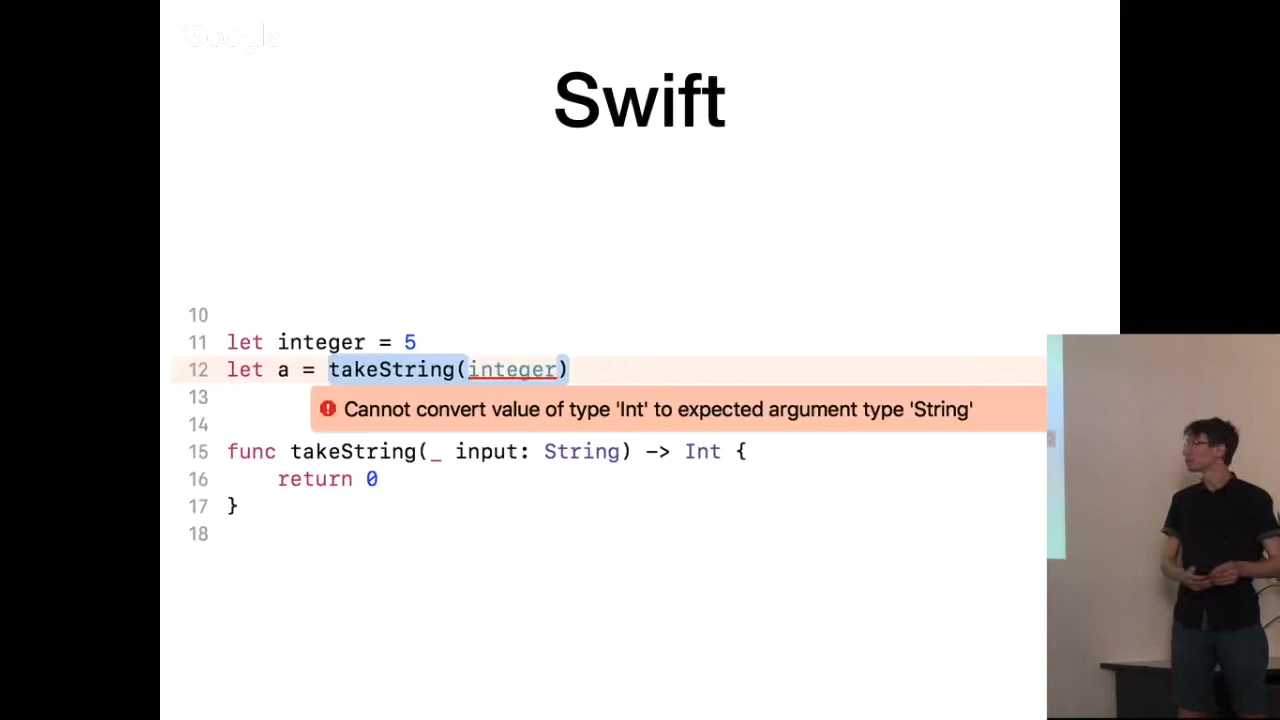 Google
Swift
10
11 let integer = 5
12 let a = takeString(integer)
13
Cannot convert value of type 'Int' to expected argument type 'String'
14
15 func takeString(_ input: String) -> Int {
16 return 0
17 }
18